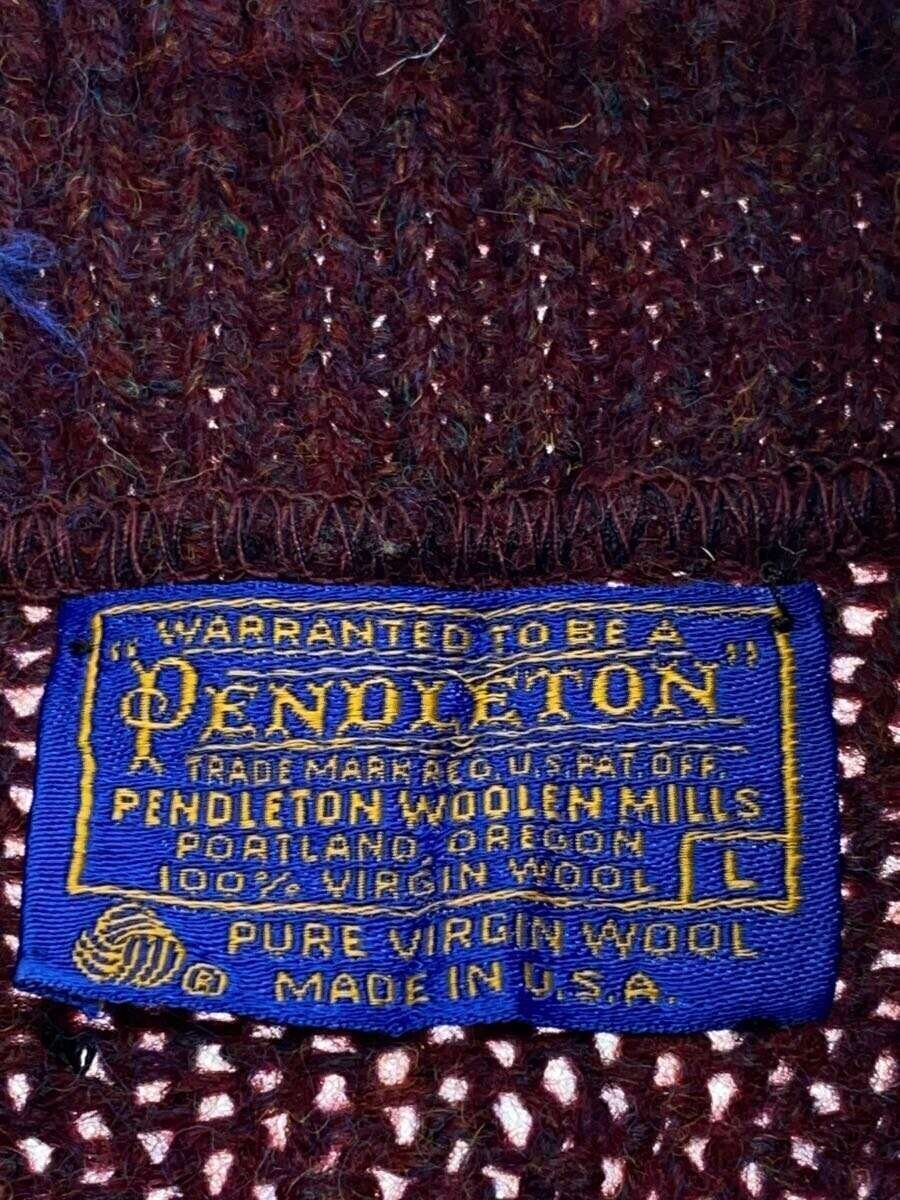 "WARRANTED TO BE A
PENDLETON"
TRADE MARK REG. U.S. PAT. OFF.
PENDLETON WOOLEN MILLS
PORTLAND, OREGON
100% VIRGIN WOOL L
PURE VIRGIN WOOL
® MADE IN U.S.A.